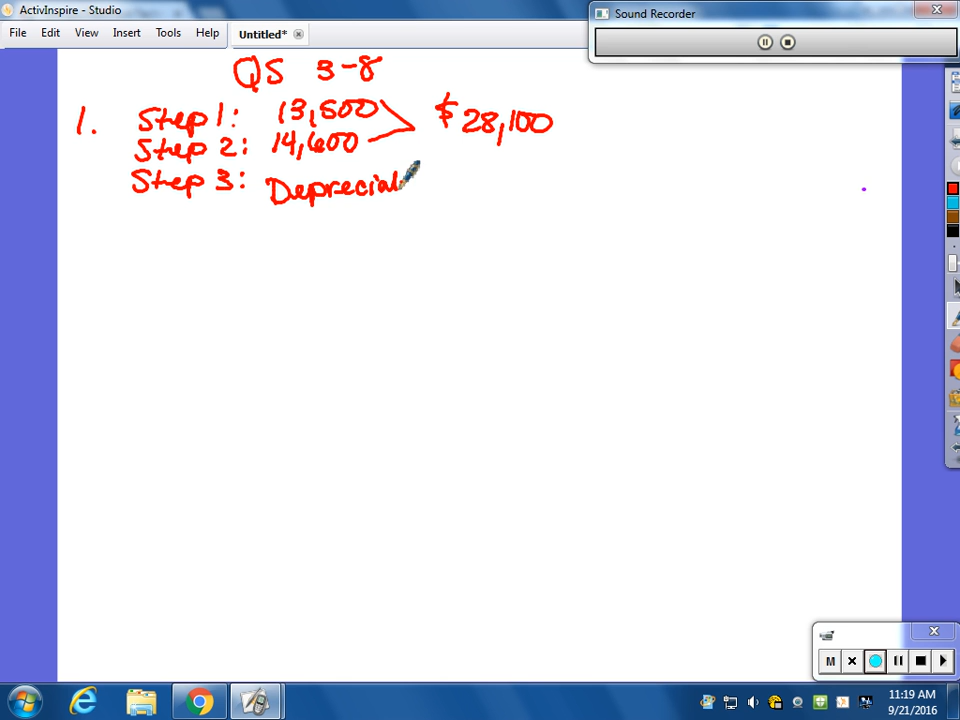 ActivInspire - Studio
Sound Recorder
File Edit View Insert Tools Help
Untitled*
QS 3-8
1. Step 1: 13,500 $28,100
Step 2: 14,600
Step 3: Depreciat
M
11:19 AM
9/21/2016